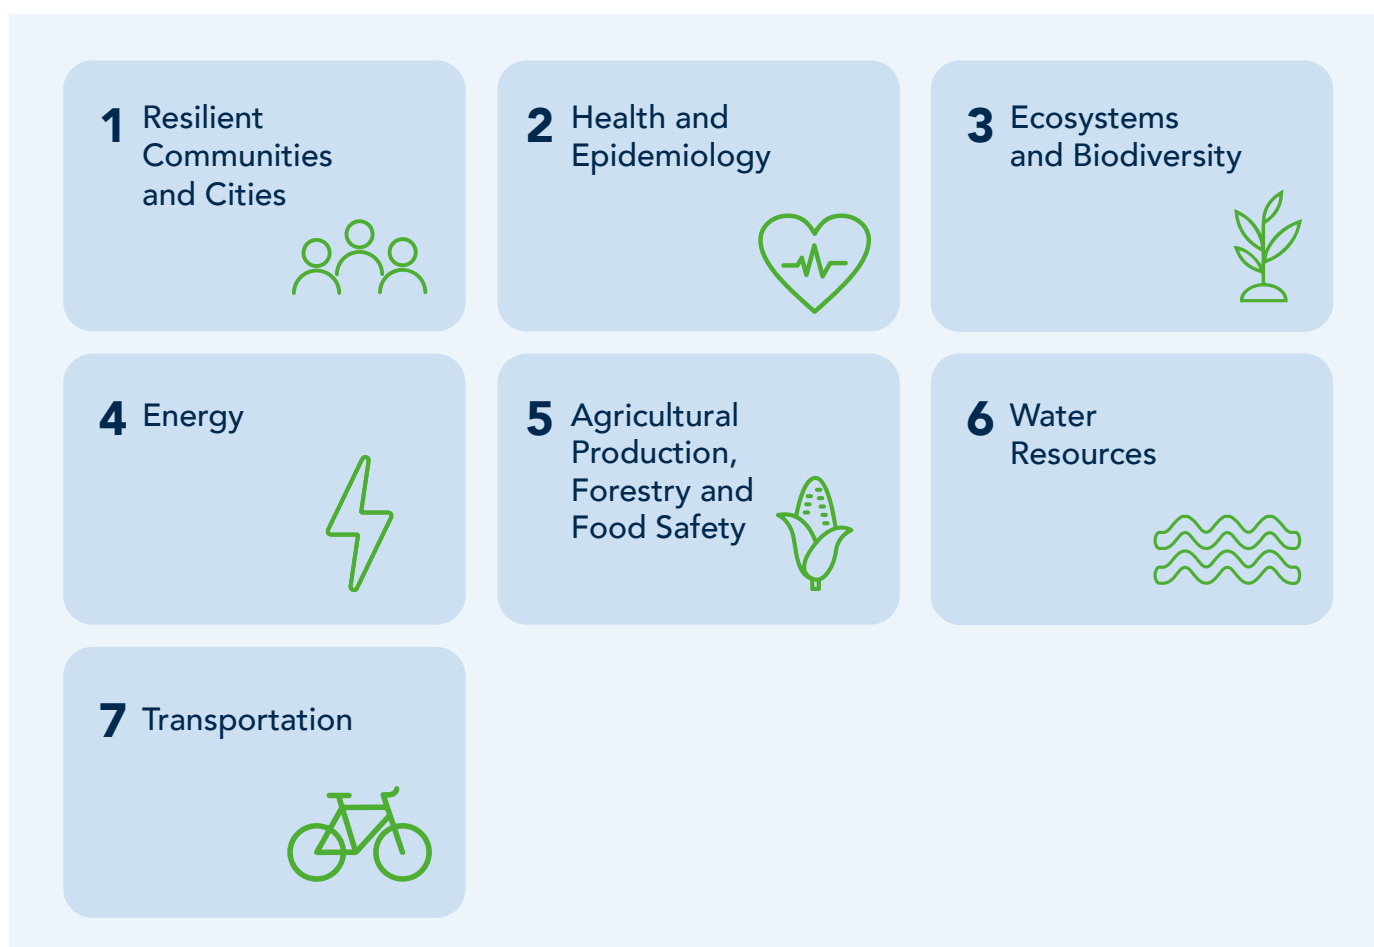 1 Resilient
Communities
and Cities
2 Health and
Epidemiology
3 Ecosystems
and Biodiversity
4 Energy
5 Agricultural
Production,
Forestry and
Food Safety
6 Water
Resources
7 Transportation